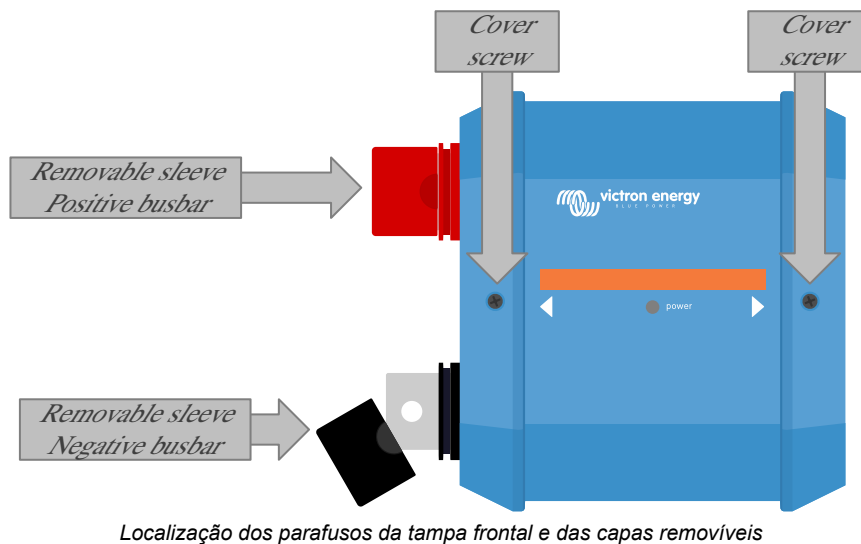 Cover
screw
Cover
screw
Removable sleeve
Positive busbar
victron energy
BLUE POWER
power
Removable sleeve
Negative busbar
Localização dos parafusos da tampa frontal e das capas removíveis